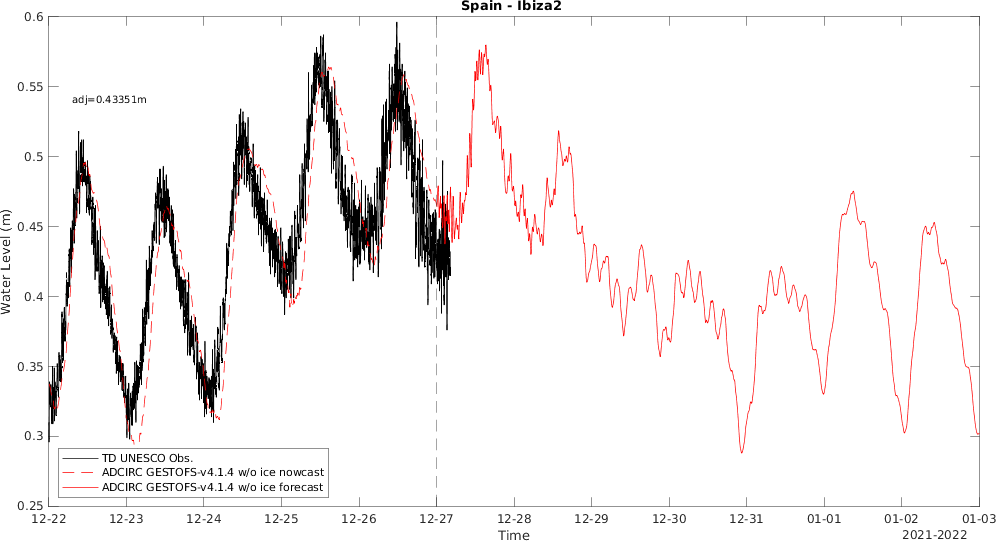 Spain - Ibiza2
0.6
0.55
0.5
0.45
0.4
0.35
0.3
0.25
Water Level (m)
adj=0.43351m
TD UNESCO Obs.
ADCIRC GESTOFS-v4.1.4 w/o ice nowcast
ADCIRC GESTOFS-v4.1.4 w/o ice forecast
12-22 12-23 12-24 12-25 12-26 12-27 12-28 12-29 12-30 12-31 01-01 01-02 01-03
Time
2021-2022